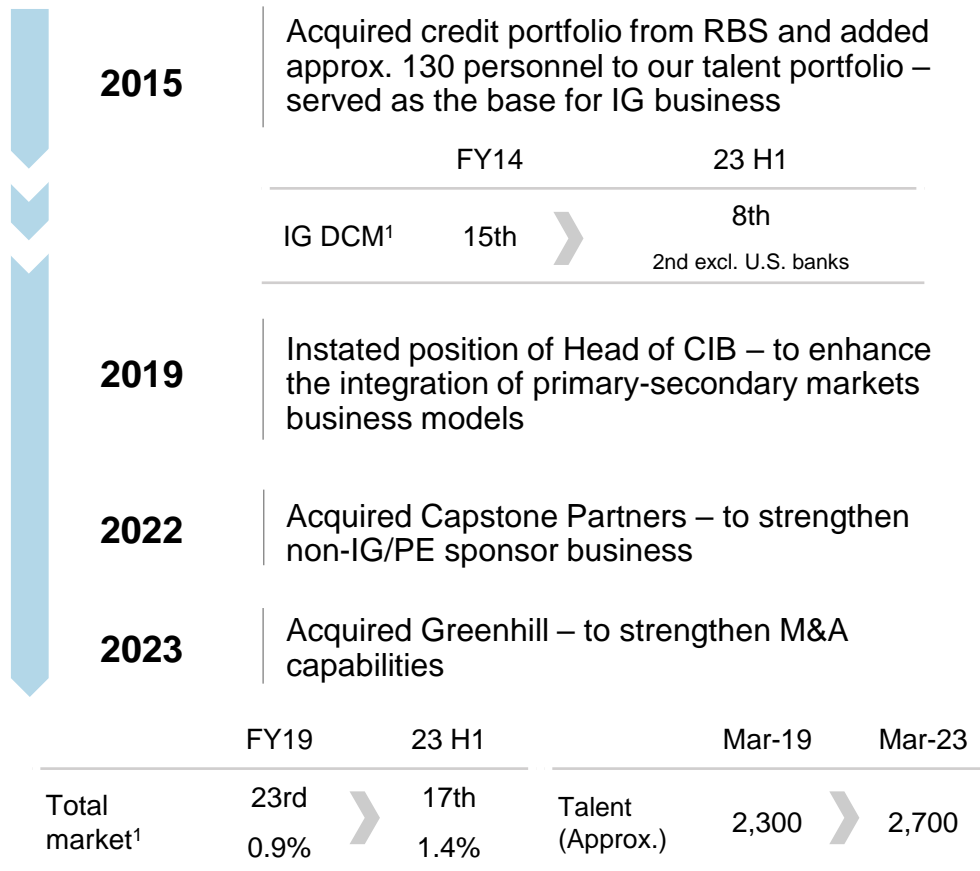 2015
Acquired credit portfolio from RBS and added
approx. 130 personnel to our talent portfolio –
served as the base for IG business
FY14 23 H1
IG DCM¹ 15th 8th
2nd excl. U.S. banks
2019
Instated position of Head of CIB – to enhance
the integration of primary-secondary markets
business models
2022
Acquired Capstone Partners – to strengthen
non-IG/PE sponsor business
2023
Acquired Greenhill – to strengthen M&A
capabilities
FY19 23 H1
Total
market¹
23rd 17th
0.9% 1.4%
Mar-19 Mar-23
Talent
(Approx.)
2,300 2,700